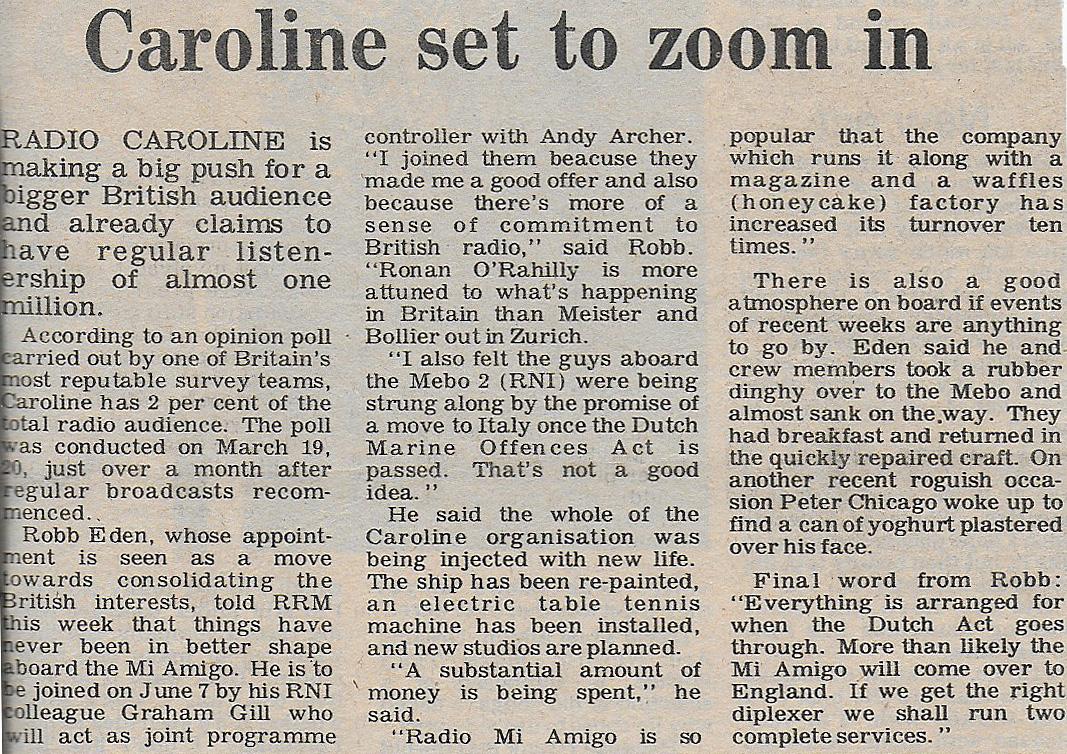 Caroline set to zoom in
RADIO CAROLINE is
making a big push for a
bigger British audience
and already claims to
have regular listen-
ership of almost one
million.
According to an opinion poll
carried out by one of Britain's
most reputable survey teams,
Caroline has 2 per cent of the
total radio audience. The poll
was conducted on March 19,
20, just over a month after
regular broadcasts recom-
menced.
Robb Eden, whose appoint-
ment is seen as a move
towards consolidating the
British interests, told RRM
this week that things have
never been in better shape
aboard the Mi Amigo. He is to
be joined on June 7 by his RNI
colleague Graham Gill who
will act as joint programme
controller with Andy Archer.
"I joined them beacuse they
made me a good offer and also
because there's more of a
sense of commitment to
British radio," said Robb.
"Ronan O'Rahilly is more
attuned to what's happening
in Britain than Meister and
Bollier out in Zurich.
"I also felt the guys aboard
the Mebo 2 (RNI) were being
strung along by the promise of
a move to Italy once the Dutch
Marine Offences Act is
passed. That's not a good
idea."
He said the whole of the
Caroline organisation was
being injected with new life.
The ship has been re-painted,
an electric table tennis
machine has been installed,
and new studios are planned.
"A substantial amount of
money is being spent," he
said.
"Radio Mi Amigo is so
popular that the company
which runs it along with a
magazine and a waffles
(honeycake) factory has
increased its turnover ten
times."
There is also a good
atmosphere on board if events
of recent weeks are anything
to go by. Eden said he and
crew members took a rubber
dinghy over to the Mebo and
almost sank on the way. They
had breakfast and returned in
the quickly repaired craft. On
another recent roguish occa-
sion Peter Chicago woke up to
find a can of yoghurt plastered
over his face.
Final word from Robb:
"Everything is arranged for
when the Dutch Act goes
through. More than likely the
Mi Amigo will come over to
England. If we get the right
diplexer we shall run two
complete services."